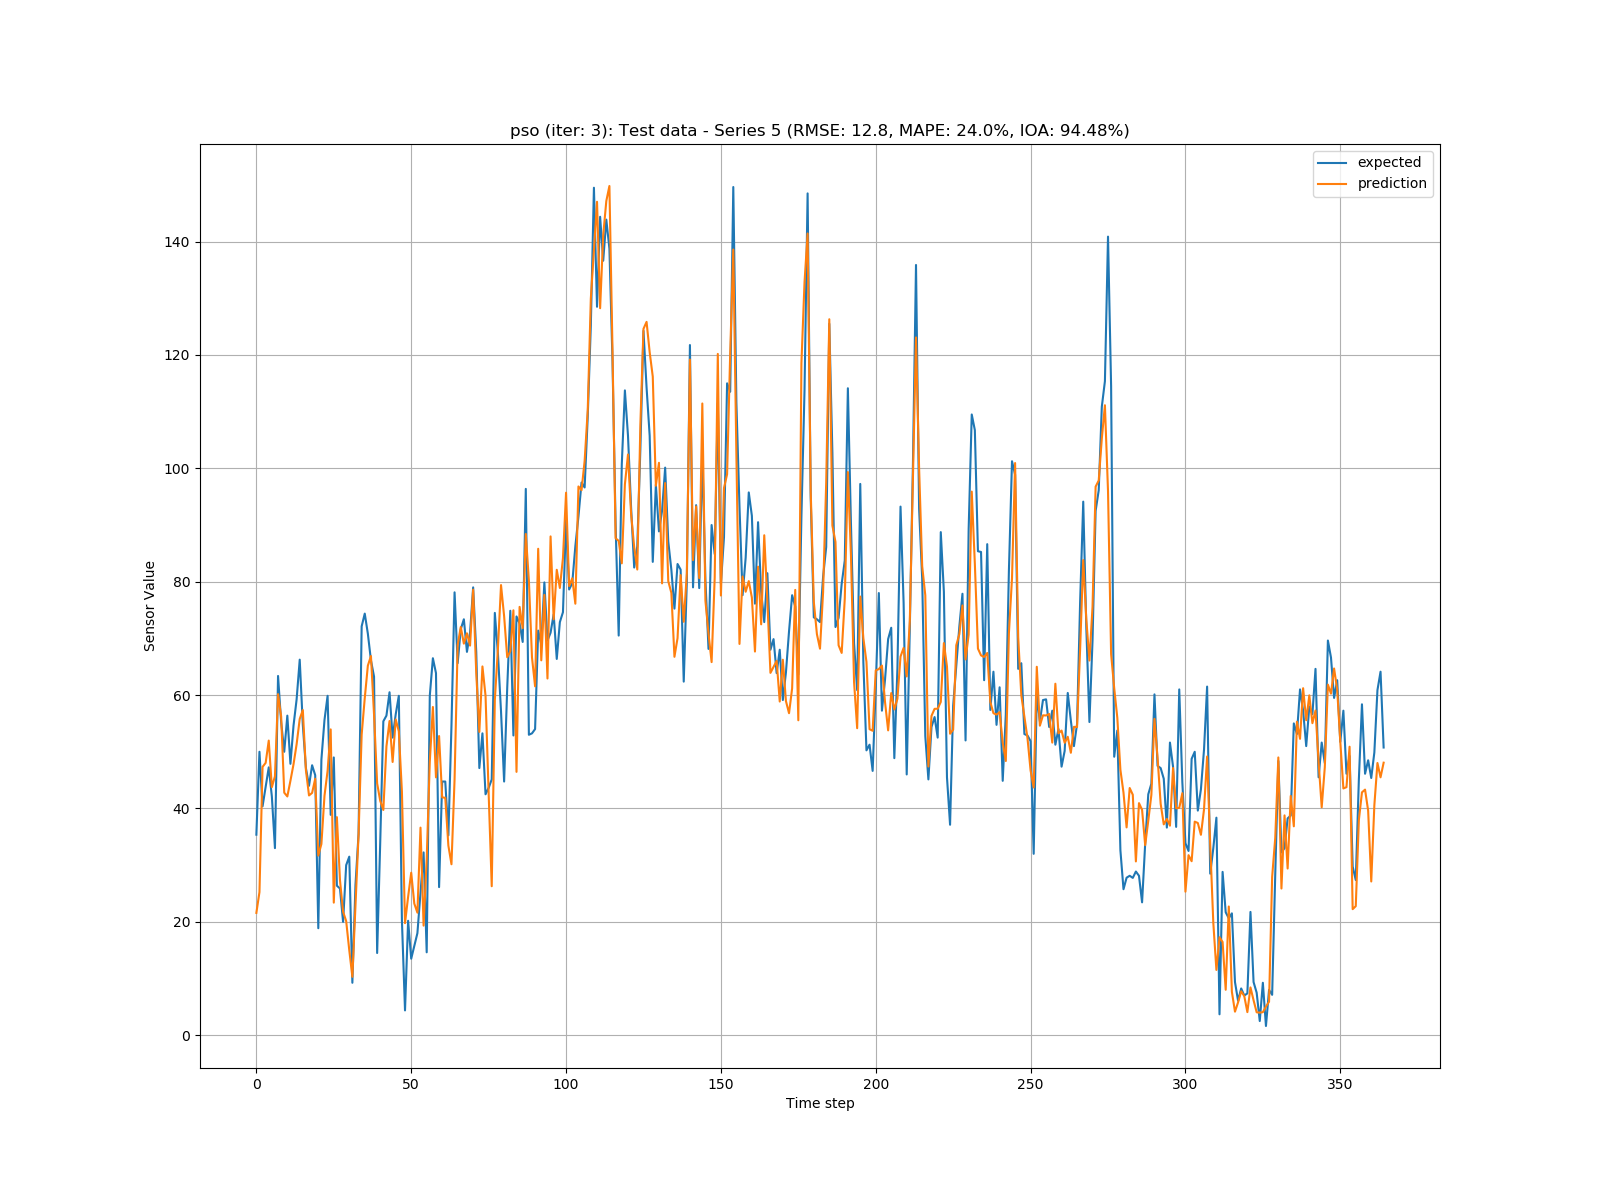 pso (iter: 3): Test data - Series 5 (RMSE: 12.8, MAPE: 24.0%, IOA: 94.48%)
expected
prediction
Sensor Value
140
120
100
80
60
40
20
0
0 50 100 150 200 250 300 350
Time step